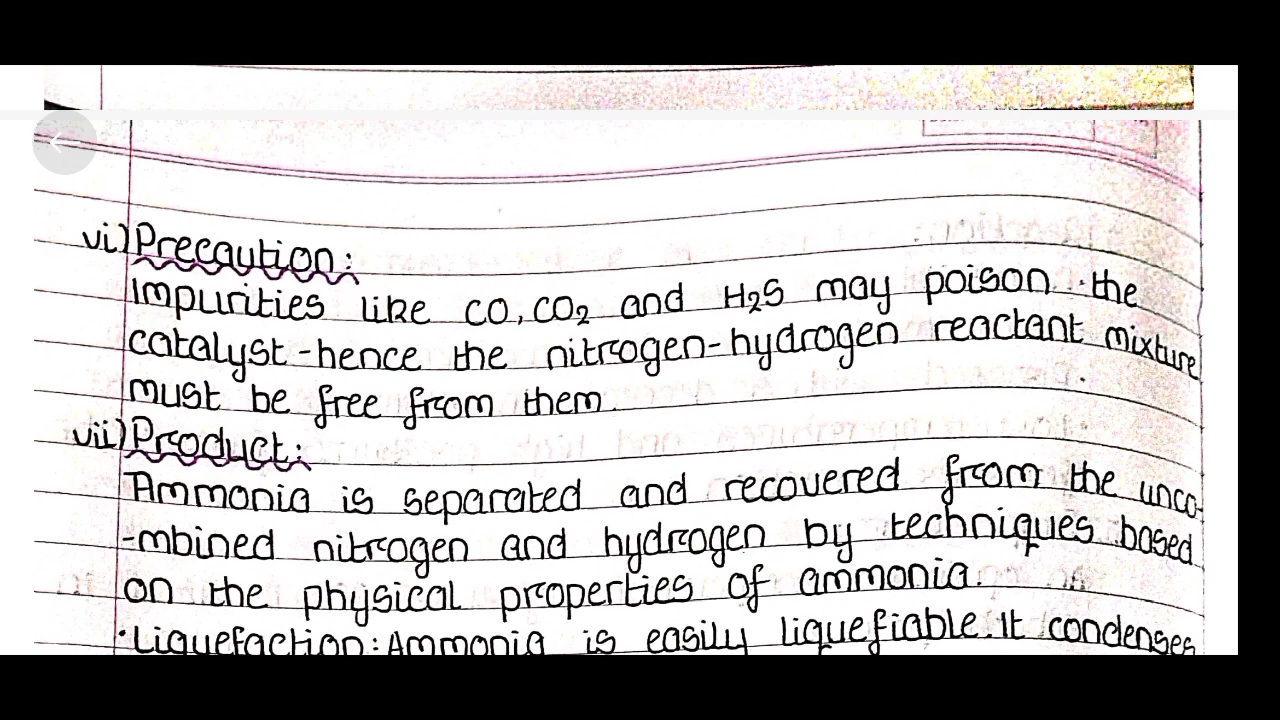 vi) Precaution:
Impurities like CO, CO₂ and H₂S may poison the
catalyst - hence the nitrogen-hydrogen reactant mixture
must be free from them.
vii) Product:
Ammonia is separated and recovered from the unco-
-mbined nitrogen and hydrogen by techniques based
on the physical properties of ammonia.
• Liquefaction: Ammonia is easily liquefiable. It condenses